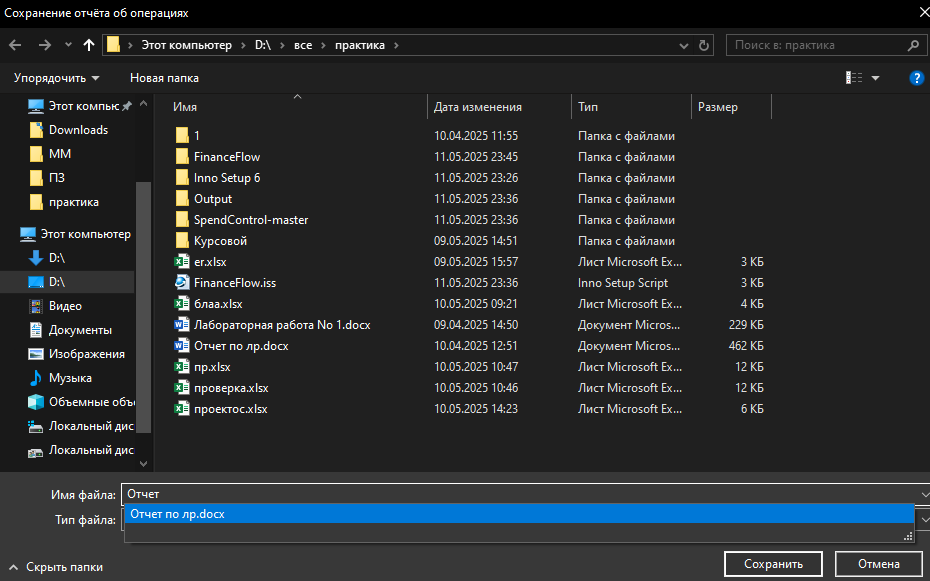 Сохранение отчёта об операциях
Этот компьютер › D:\ › все › практика ›
Поиск в: практика
Упорядочить
Новая папка
Этот компьк
Downloads
ММ
ПЗ
практика
Этот компьютер
D:\
D:\
Видео
Документы
Изображения
Музыка
Объемные объ
Локальный дис
Локальный дис
Имя Дата изменения Тип Размер
1 10.04.2025 11:55 Папка с файлами
FinanceFlow 11.05.2025 23:45 Папка с файлами
Inno Setup 6 11.05.2025 23:26 Папка с файлами
Output 11.05.2025 23:36 Папка с файлами
SpendControl-master 11.05.2025 23:36 Папка с файлами
Курсовой 09.05.2025 14:51 Папка с файлами
er.xlsx 09.05.2025 15:57 Лист Microsoft Ex... 3 КБ
FinanceFlow.iss 11.05.2025 23:36 Inno Setup Script 3 КБ
блаа.xlsx 10.05.2025 09:21 Лист Microsoft Ex... 4 КБ
Лабораторная работа No 1.docx 09.04.2025 14:50 Документ Micros... 229 КБ
Отчет по лр.docx 10.04.2025 12:51 Документ Micros... 462 КБ
пр.xlsx 10.05.2025 10:47 Лист Microsoft Ex... 12 КБ
проверка.xlsx 10.05.2025 10:46 Лист Microsoft Ex... 12 КБ
проектос.xlsx 10.05.2025 14:23 Лист Microsoft Ex... 6 КБ
Имя файла: Отчет
Тип файла:
Отчет по лр.docx
Скрыть папки
Сохранить
Отмена